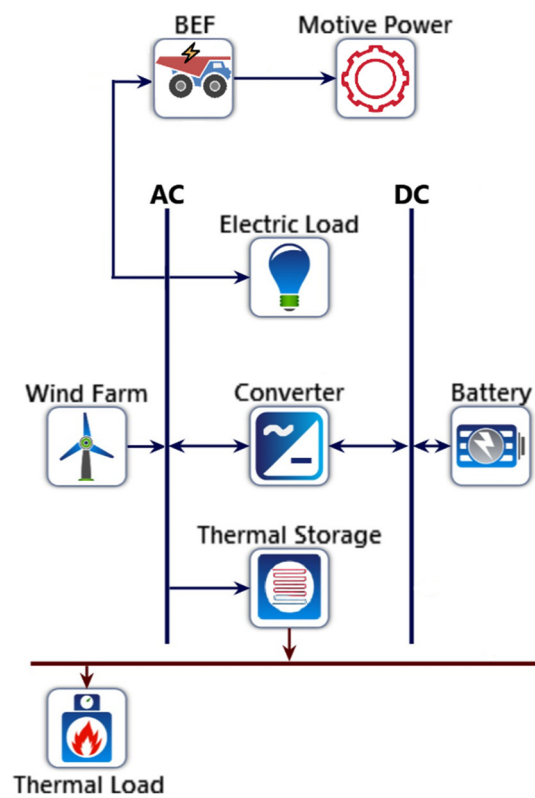 BEF
Motive Power
AC
DC
Electric Load
Wind Farm
Converter
Battery
Thermal Storage
Thermal Load